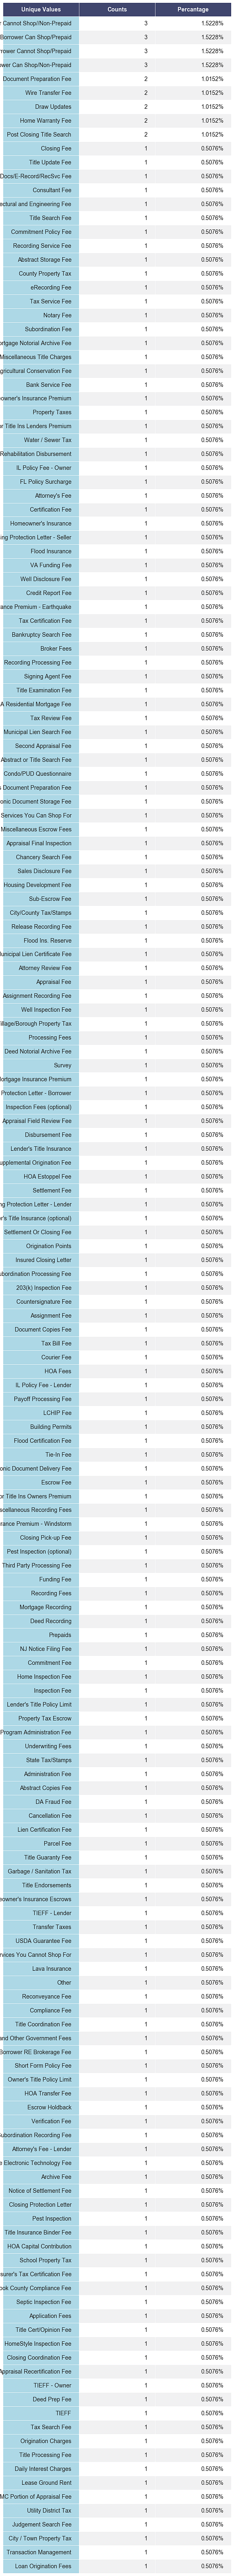 Unique Values Counts Percantage
r Cannot Shop/!Non-Prepaid 3 1.5228%
Borrower Can Shop/Prepaid 3 1.5228%
rrower Cannot Shop/Prepaid 3 1.5228%
wer Can Shop/Non-Prepaid 3 1.5228%
Document Preparation Fee 2 1.0152%
Wire Transfer Fee 2 1.0152%
Draw Updates 2 1.0152%
Home Warranty Fee 2 1.0152%
Post Closing Title Search 2 1.0152%
Closing Fee 1 0.5076%
Title Update Fee 1 0.5076%
Docs/E-Record/RecSvc Fee 1 0.5076%
Consultant Fee 1 0.5076%
ectural and Engineering Fee 1 0.5076%
Title Search Fee 1 0.5076%
Commitment Policy Fee 1 0.5076%
Recording Service Fee 1 0.5076%
Abstract Storage Fee 1 0.5076%
County Property Tax 1 0.5076%
eRecording Fee 1 0.5076%
Tax Service Fee 1 0.5076%
Notary Fee 1 0.5076%
Subordination Fee 1 0.5076%
ortgage Notorial Archive Fee 1 0.5076%
Miscellaneous Title Charges 1 0.5076%
gricultural Conservation Fee 1 0.5076%
Bank Service Fee 1 0.5076%
owner's Insurance Premium 1 0.5076%
Property Taxes 1 0.5076%
r Title Ins Lenders Premium 1 0.5076%
Water / Sewer Tax 1 0.5076%
Rehabilitation Disbursement 1 0.5076%
IL Policy Fee - Owner 1 0.5076%
FL Policy Surcharge 1 0.5076%
Attorney's Fee 1 0.5076%
Certification Fee 1 0.5076%
Homeowner's Insurance 1 0.5076%
ing Protection Letter - Seller 1 0.5076%
Flood Insurance 1 0.5076%
VA Funding Fee 1 0.5076%
Well Disclosure Fee 1 0.5076%
Credit Report Fee 1 0.5076%
ance Premium - Earthquake 1 0.5076%
Tax Certification Fee 1 0.5076%
Bankruptcy Search Fee 1 0.5076%
Broker Fees 1 0.5076%
Recording Processing Fee 1 0.5076%
Signing Agent Fee 1 0.5076%
Title Examination Fee 1 0.5076%
A Residential Mortgage Fee 1 0.5076%
Tax Review Fee 1 0.5076%
Municipal Lien Search Fee 1 0.5076%
Second Appraisal Fee 1 0.5076%
Abstract or Title Search Fee 1 0.5076%
Condo/PUD Questionnaire 1 0.5076%
Document Preparation Fee 1 0.5076%
onic Document Storage Fee 1 0.5076%
Services You Can Shop For 1 0.5076%
Miscellaneous Escrow Fees 1 0.5076%
Appraisal Final Inspection 1 0.5076%
Chancery Search Fee 1 0.5076%
Sales Disclosure Fee 1 0.5076%
Housing Development Fee 1 0.5076%
Sub-Escrow Fee 1 0.5076%
City/County Tax/Stamps 1 0.5076%
Release Recording Fee 1 0.5076%
Flood Ins. Reserve 1 0.5076%
unicipal Lien Certificate Fee 1 0.5076%
Attorney Review Fee 1 0.5076%
Appraisal Fee 1 0.5076%
Assignment Recording Fee 1 0.5076%
Well Inspection Fee 1 0.5076%
illage/Borough Property Tax 1 0.5076%
Processing Fees 1 0.5076%
Deed Notorial Archive Fee 1 0.5076%
Survey 1 0.5076%
ortgage Insurance Premium 1 0.5076%
Protection Letter - Borrower 1 0.5076%
Inspection Fees (optional) 1 0.5076%
Appraisal Field Review Fee 1 0.5076%
Disbursement Fee 1 0.5076%
Lender's Title Insurance 1 0.5076%
upplemental Origination Fee 1 0.5076%
HOA Estoppel Fee 1 0.5076%
Settlement Fee 1 0.5076%
ng Protection Letter - Lender 1 0.5076%
r's Title Insurance (optional) 1 0.5076%
Settlement Or Closing Fee 1 0.5076%
Origination Points 1 0.5076%
Insured Closing Letter 1 0.5076%
ubordination Processing Fee 1 0.5076%
203(k) Inspection Fee 1 0.5076%
Countersignature Fee 1 0.5076%
Assignment Fee 1 0.5076%
Document Copies Fee 1 0.5076%
Tax Bill Fee 1 0.5076%
Courier Fee 1 0.5076%
HOA Fees 1 0.5076%
IL Policy Fee - Lender 1 0.5076%
Payoff Processing Fee 1 0.5076%
LCHIP Fee 1 0.5076%
Building Permits 1 0.5076%
Flood Certification Fee 1 0.5076%
Tie-In Fee 1 0.5076%
onic Document Delivery Fee 1 0.5076%
Escrow Fee 1 0.5076%
or Title Ins Owners Premium 1 0.5076%
scellaneous Recording Fees 1 0.5076%
rance Premium - Windstorm 1 0.5076%
Closing Pick-up Fee 1 0.5076%
Pest Inspection (optional) 1 0.5076%
Third Party Processing Fee 1 0.5076%
Funding Fee 1 0.5076%
Recording Fees 1 0.5076%
Mortgage Recording 1 0.5076%
Deed Recording 1 0.5076%
Prepaids 1 0.5076%
NJ Notice Filing Fee 1 0.5076%
Commitment Fee 1 0.5076%
Home Inspection Fee 1 0.5076%
Inspection Fee 1 0.5076%
Lender's Title Policy Limit 1 0.5076%
Property Tax Escrow 1 0.5076%
Program Administration Fee 1 0.5076%
Underwriting Fees 1 0.5076%
State Tax/Stamps 1 0.5076%
Administration Fee 1 0.5076%
Abstract Copies Fee 1 0.5076%
DA Fraud Fee 1 0.5076%
Cancellation Fee 1 0.5076%
Lien Certification Fee 1 0.5076%
Parcel Fee 1 0.5076%
Title Guaranty Fee 1 0.5076%
Garbage / Sanitation Tax 1 0.5076%
Title Endorsements 1 0.5076%
eowner's Insurance Escrows 1 0.5076%
TIEFF - Lender 1 0.5076%
Transfer Taxes 1 0.5076%
USDA Guarantee Fee 1 0.5076%
rvices You Cannot Shop For 1 0.5076%
Lava Insurance 1 0.5076%
Other 1 0.5076%
Reconveyance Fee 1 0.5076%
Compliance Fee 1 0.5076%
Title Coordination Fee 1 0.5076%
and Other Government Fees 1 0.5076%
Borrower RE Brokerage Fee 1 0.5076%
Short Form Policy Fee 1 0.5076%
Owner's Title Policy Limit 1 0.5076%
HOA Transfer Fee 1 0.5076%
Escrow Holdback 1 0.5076%
Verification Fee 1 0.5076%
ubordination Recording Fee 1 0.5076%
Attorney's Fee - Lender 1 0.5076%
e Electronic Technology Fee 1 0.5076%
Archive Fee 1 0.5076%
Notice of Settlement Fee 1 0.5076%
Closing Protection Letter 1 0.5076%
Pest Inspection 1 0.5076%
Title Insurance Binder Fee 1 0.5076%
HOA Capital Contribution 1 0.5076%
School Property Tax 1 0.5076%
surer's Tax Certification Fee 1 0.5076%
ook County Compliance Fee 1 0.5076%
Septic Inspection Fee 1 0.5076%
Application Fees 1 0.5076%
Title Cert/Opinion Fee 1 0.5076%
HomeStyle Inspection Fee 1 0.5076%
Closing Coordination Fee 1 0.5076%
Appraisal Recertification Fee 1 0.5076%
TIEFF - Owner 1 0.5076%
Deed Prep Fee 1 0.5076%
TIEFF 1 0.5076%
Tax Search Fee 1 0.5076%
Origination Charges 1 0.5076%
Title Processing Fee 1 0.5076%
Daily Interest Charges 1 0.5076%
Lease Ground Rent 1 0.5076%
MC Portion of Appraisal Fee 1 0.5076%
Utility District Tax 1 0.5076%
Judgement Search Fee 1 0.5076%
City / Town Property Tax 1 0.5076%
Transaction Management 1 0.5076%
Loan Origination Fees 1 0.5076%